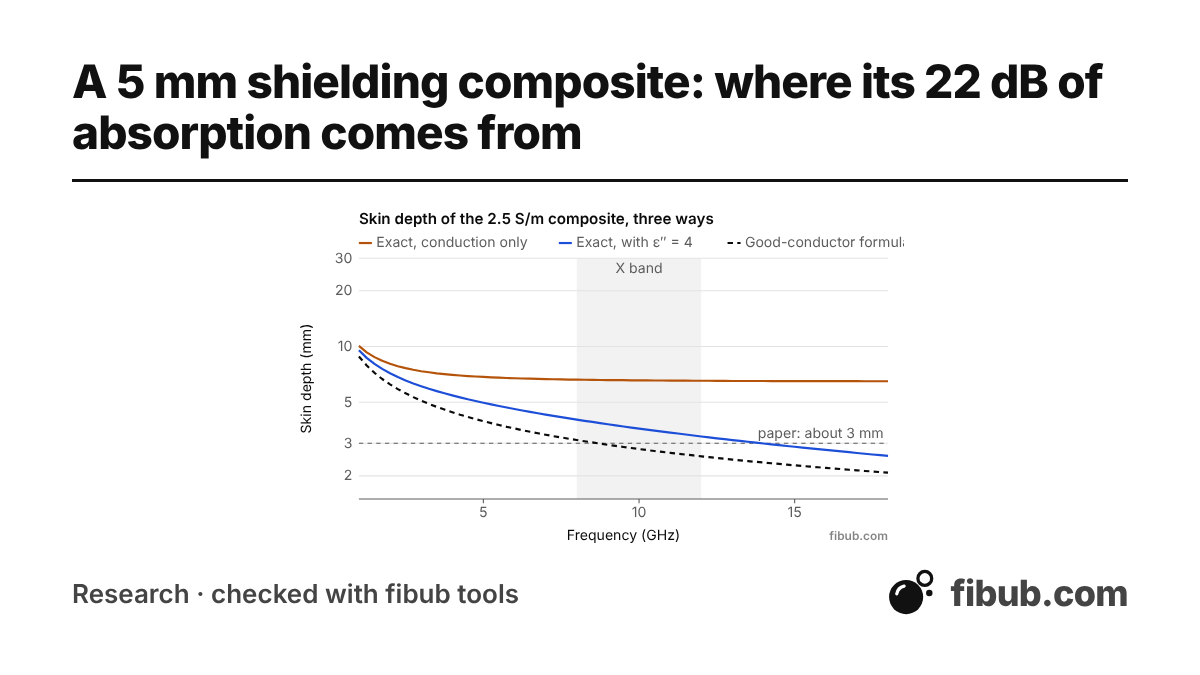 A 5 mm shielding composite: where its 22 dB of
absorption comes from
Skin depth of the 2.5 S/m composite, three ways
Exact, conduction only
Exact, with ε″ = 4
Good-conductor formul
30
20
10
5
3
2
X band
paper: about 3 mm
Skin depth (mm)
5
10
15
Frequency (GHz)
fibub.com
Research · checked with fibub tools
fibub.com